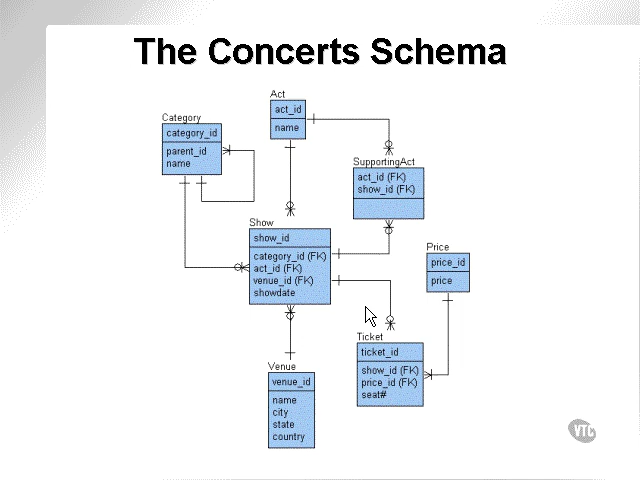 The Concerts Schema
Act
act_id
name
Category
category_id
parent_id
name
SupportingAct
act_id (FK)
show_id (FK)
Show
show_id
category_id (FK)
act_id (FK)
venue_id (FK)
showdate
Price
price_id
price
Ticket
ticket_id
show_id (FK)
price_id (FK)
seat#
Venue
venue_id
name
city
state
country
VTC